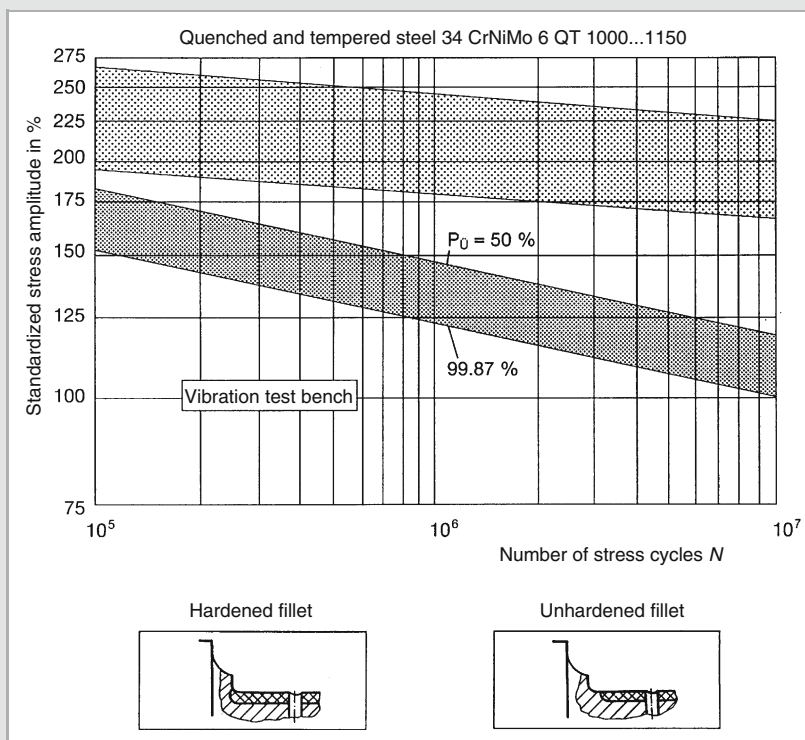 Quenched and tempered steel 34 CrNiMo 6 QT 1000...1150
Standardized stress amplitude in %
275
250
225
200
175
150
125
100
75
P_Ü = 50 %
99.87 %
Vibration test bench
10^5
10^6
10^7
Number of stress cycles N
Hardened fillet
Unhardened fillet